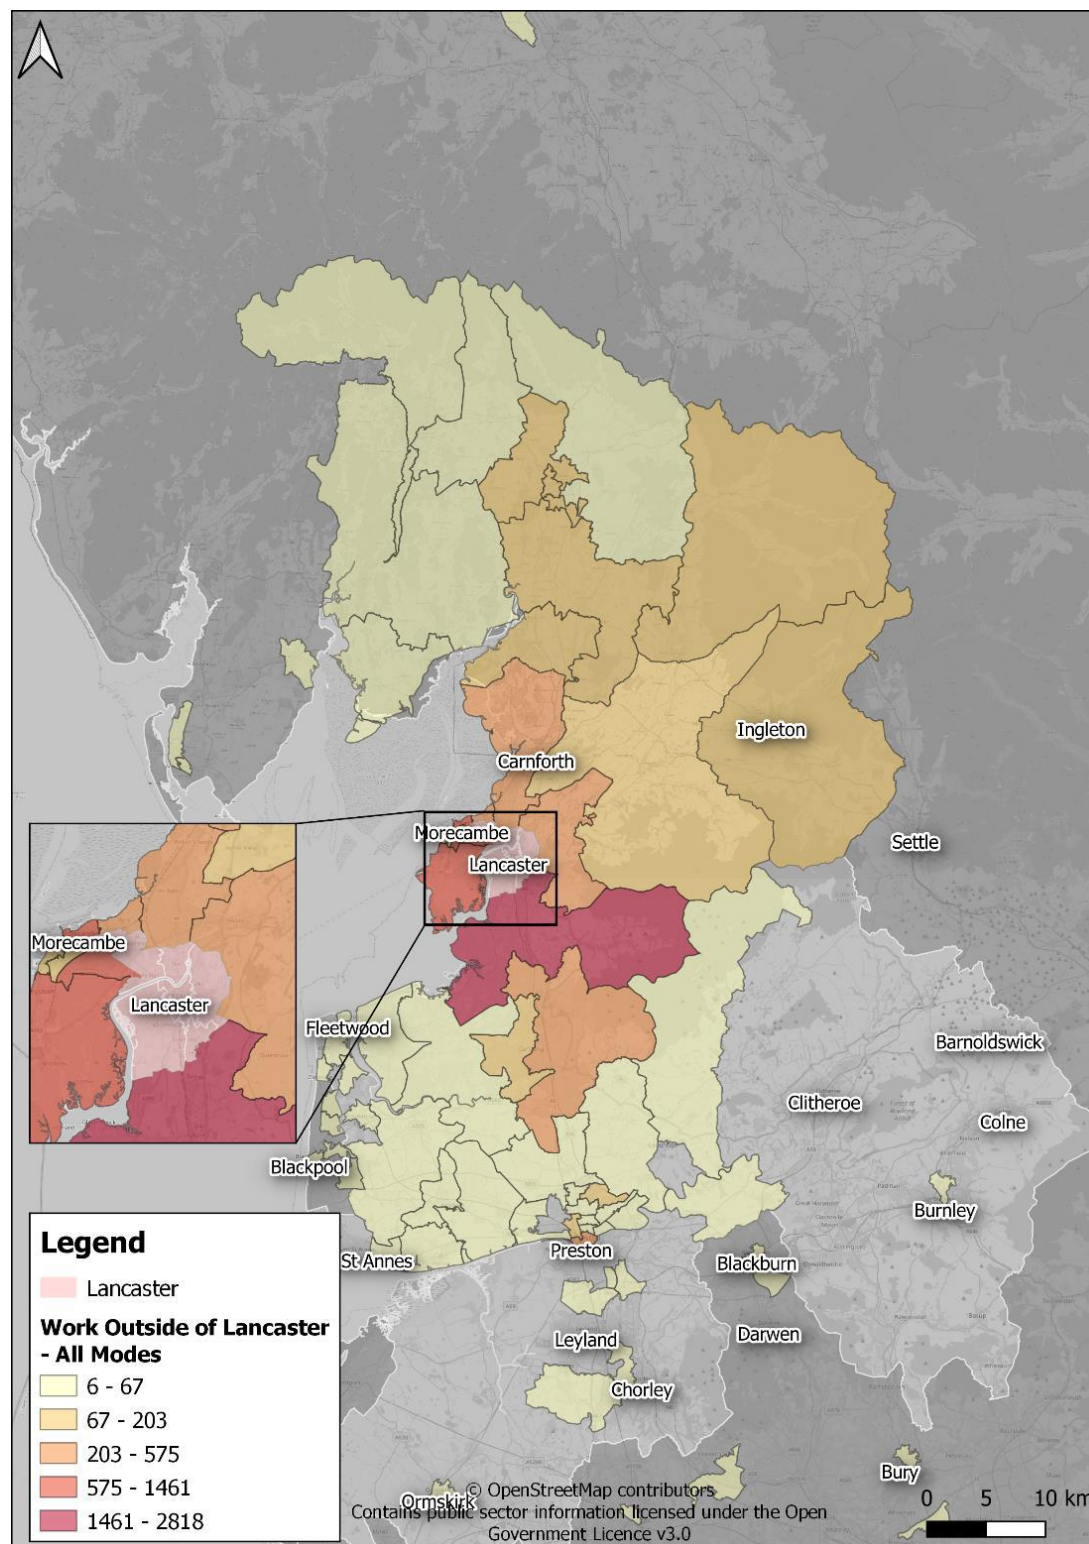 Ingleton
Carnforth
Settle
Morecambe
Lancaster
Morecambe
Lancaster
Fleetwood
Barnoldswick
Clitheroe
Colne
Blackpool
Burnley
St Annes
Preston
Blackburn
Leyland
Darwen
Chorley
Bury
Ormskirk
Legend
Lancaster
Work Outside of Lancaster
- All Modes
6 - 67
67 - 203
203 - 575
575 - 1461
1461 - 2818
© OpenStreetMap contributors
Contains public sector information licensed under the Open
Government Licence v3.0
0 5 10 km